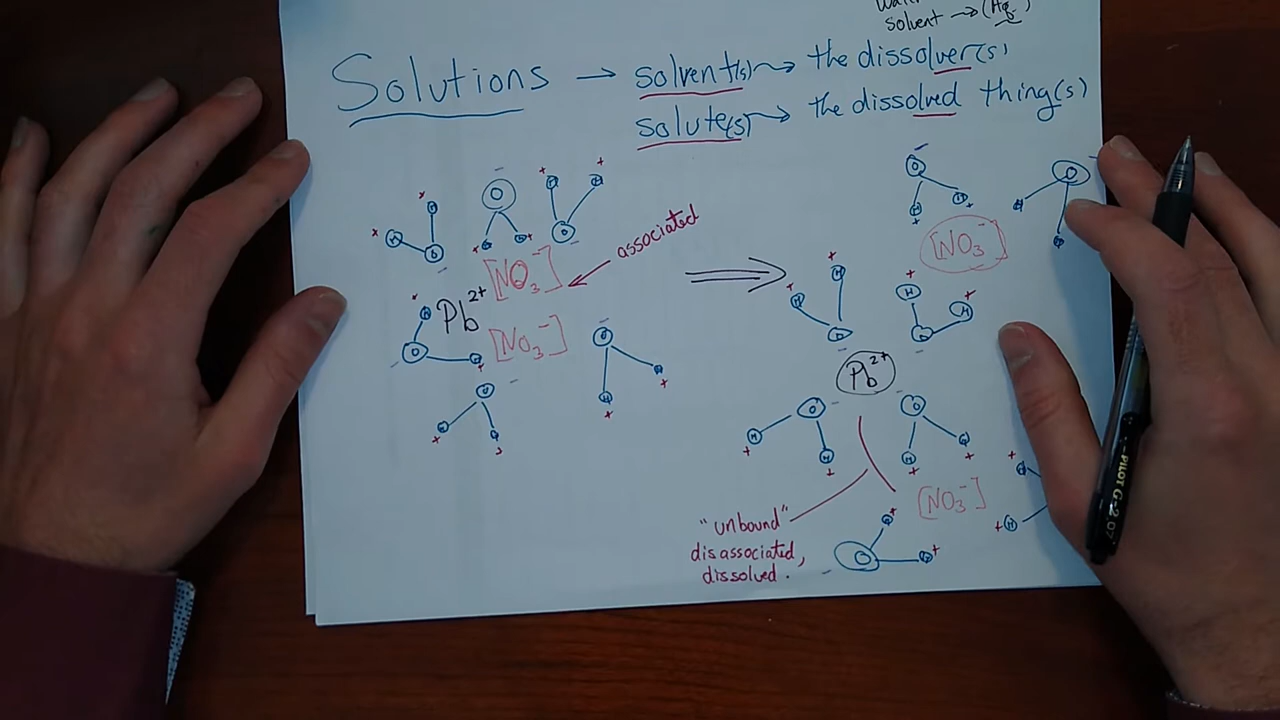 solvent → (Aq)
Solutions → solvent(s) → the dissolver(s)
solute(s) → the dissolved thing(s)
associated
[NO₃⁻]
Pb²⁺
[NO₃⁻]
[NO₃⁻]
Pb²⁺
[NO₃⁻]
"unbound"
disassociated,
dissolved.
PILOT G-2 07